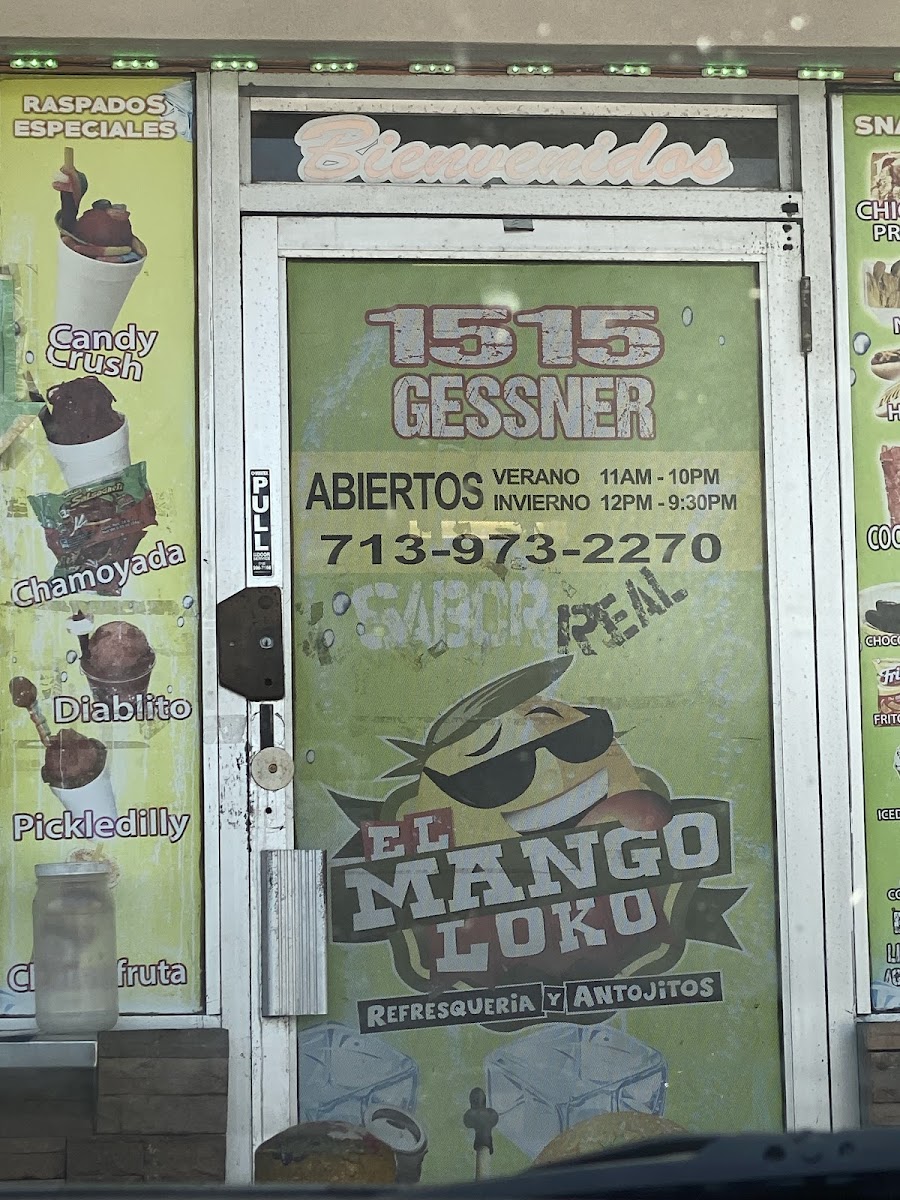 RASPADOS
ESPECIALES
Candy
Crush
Chamoyada
Diablito
Pickledilly
fruta
Bienvenidos
1515
GESSNER
ABIERTOS
VERANO 11AM - 10PM
INVIERNO 12PM - 9:30PM
713-973-2270
PULL
SABOR REAL
EL
MANGO
LOKO
REFRESQUERIA Y ANTOJITOS